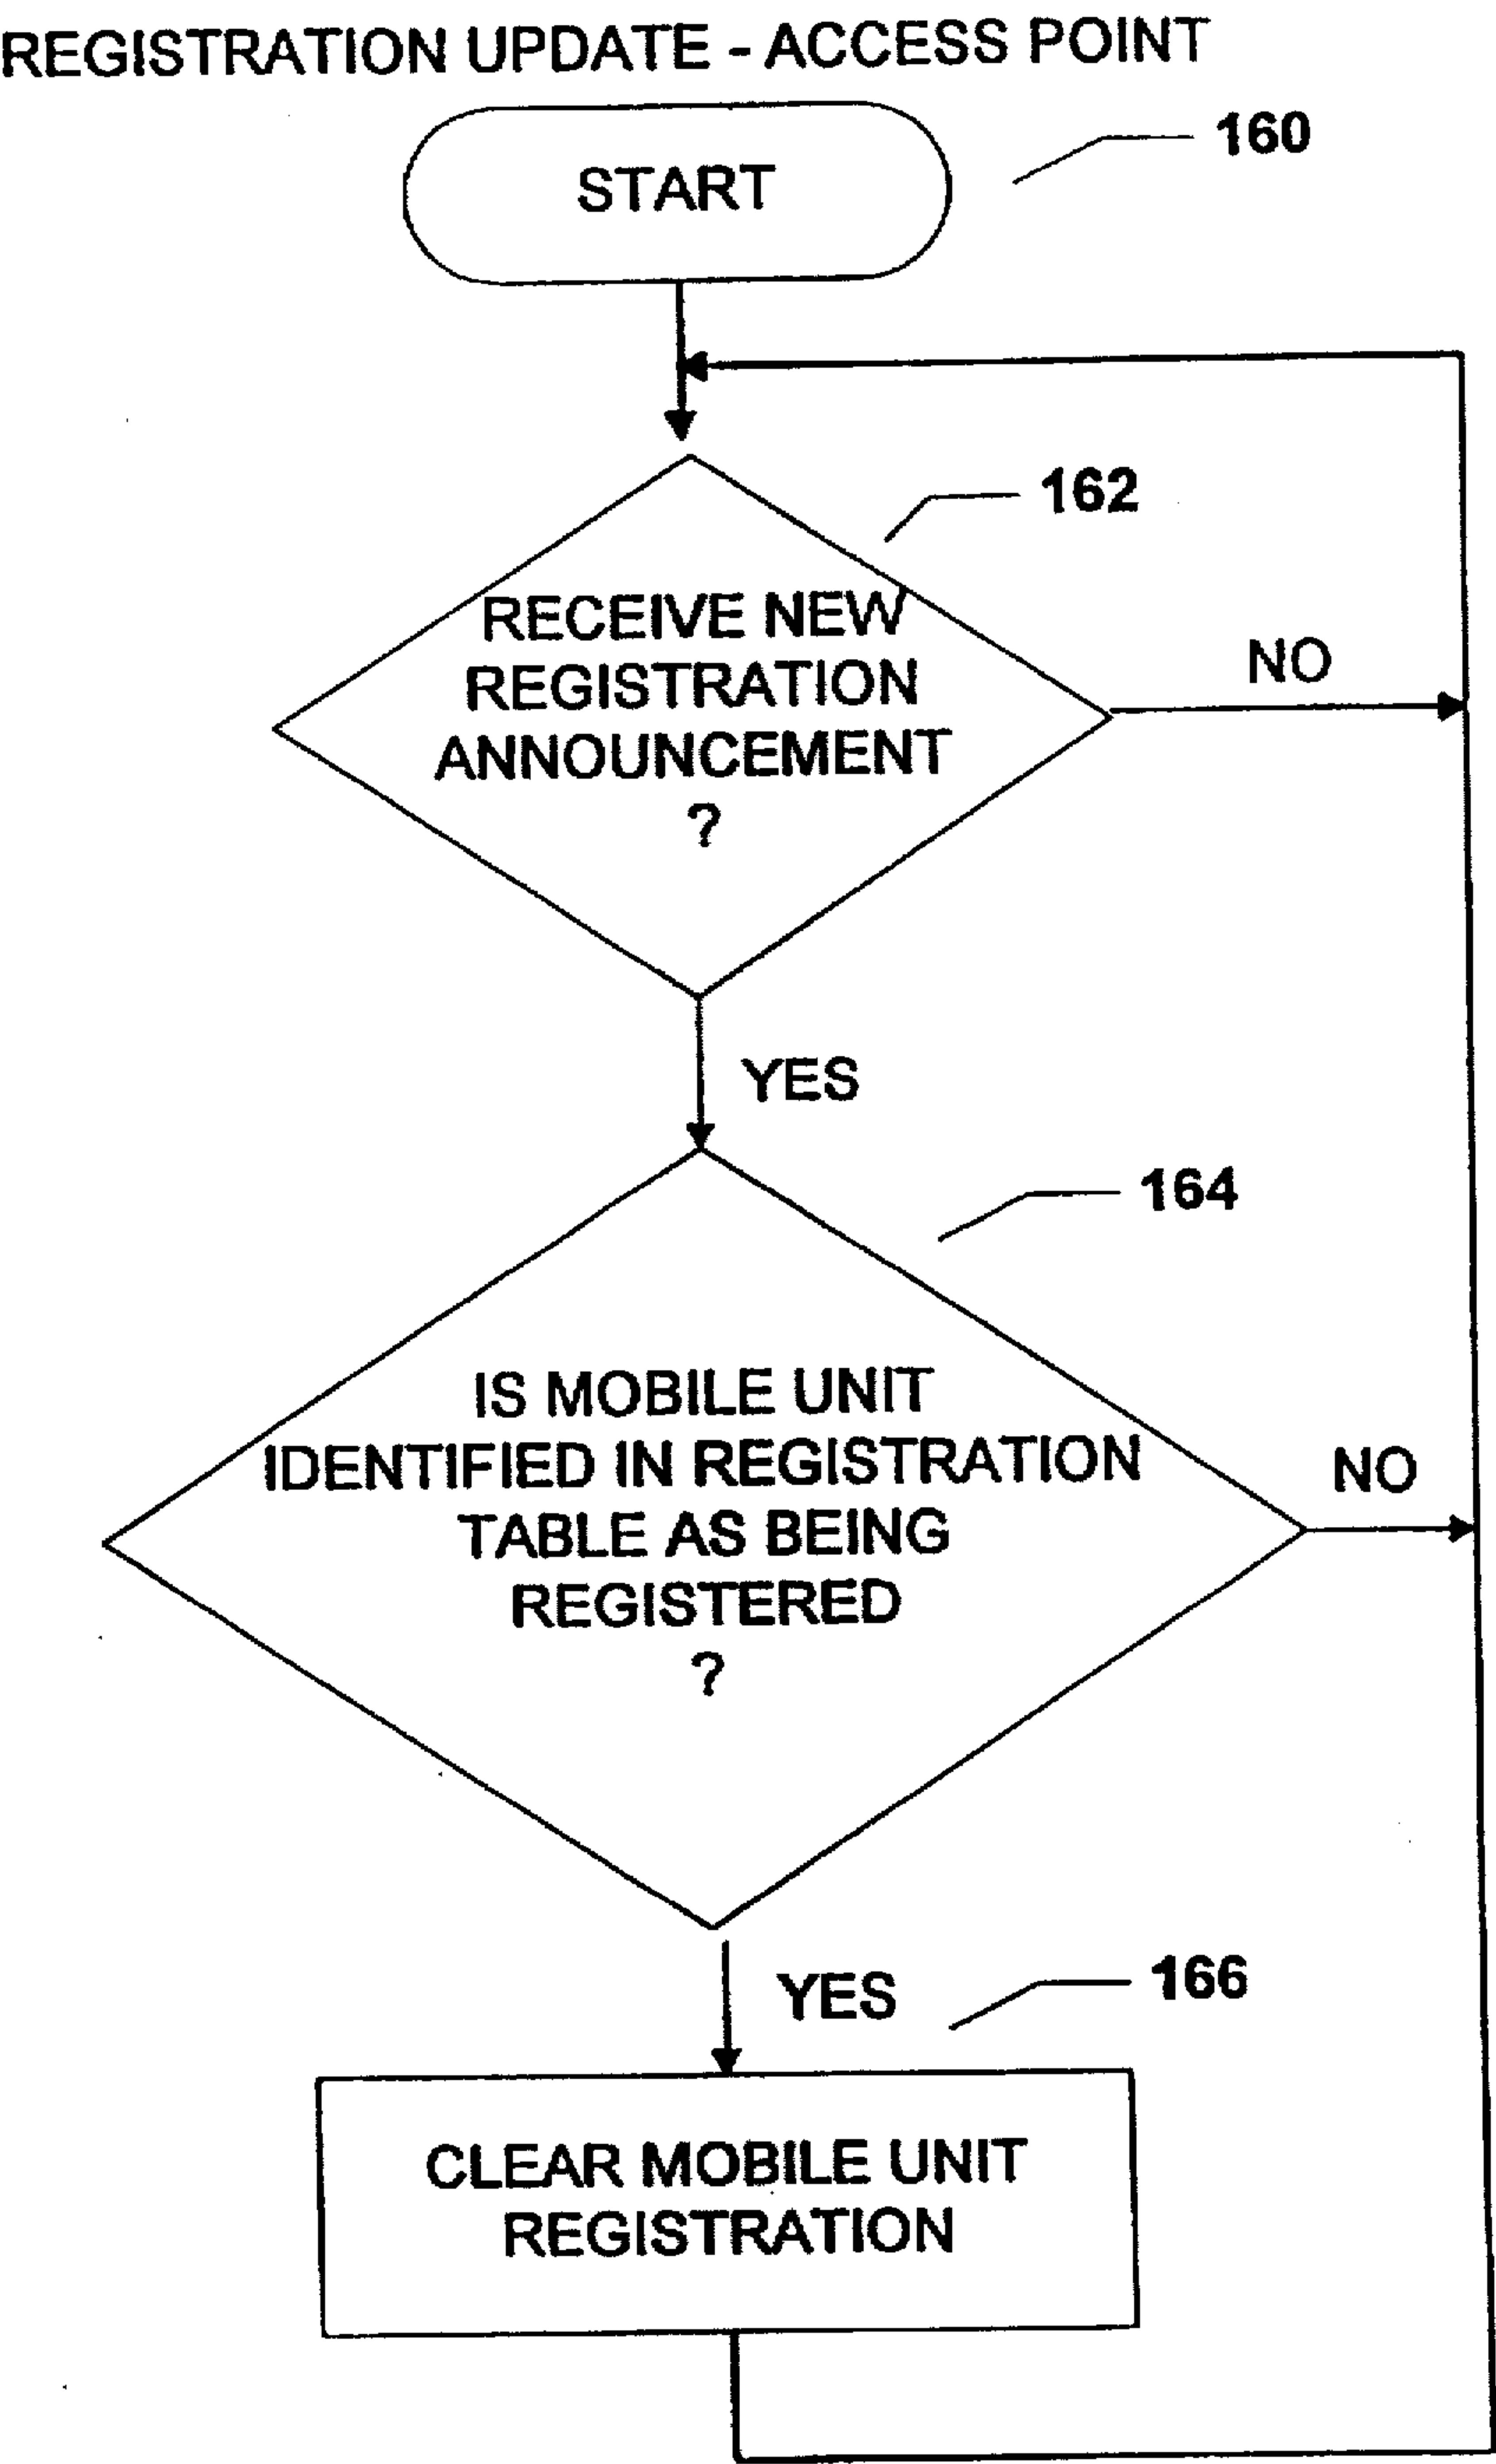 REGISTRATION UPDATE - ACCESS POINT
START
160
162
RECEIVE NEW
REGISTRATION
ANNOUNCEMENT
?
NO
YES
164
IS MOBILE UNIT
IDENTIFIED IN REGISTRATION
TABLE AS BEING
REGISTERED
?
NO
YES
166
CLEAR MOBILE UNIT
REGISTRATION